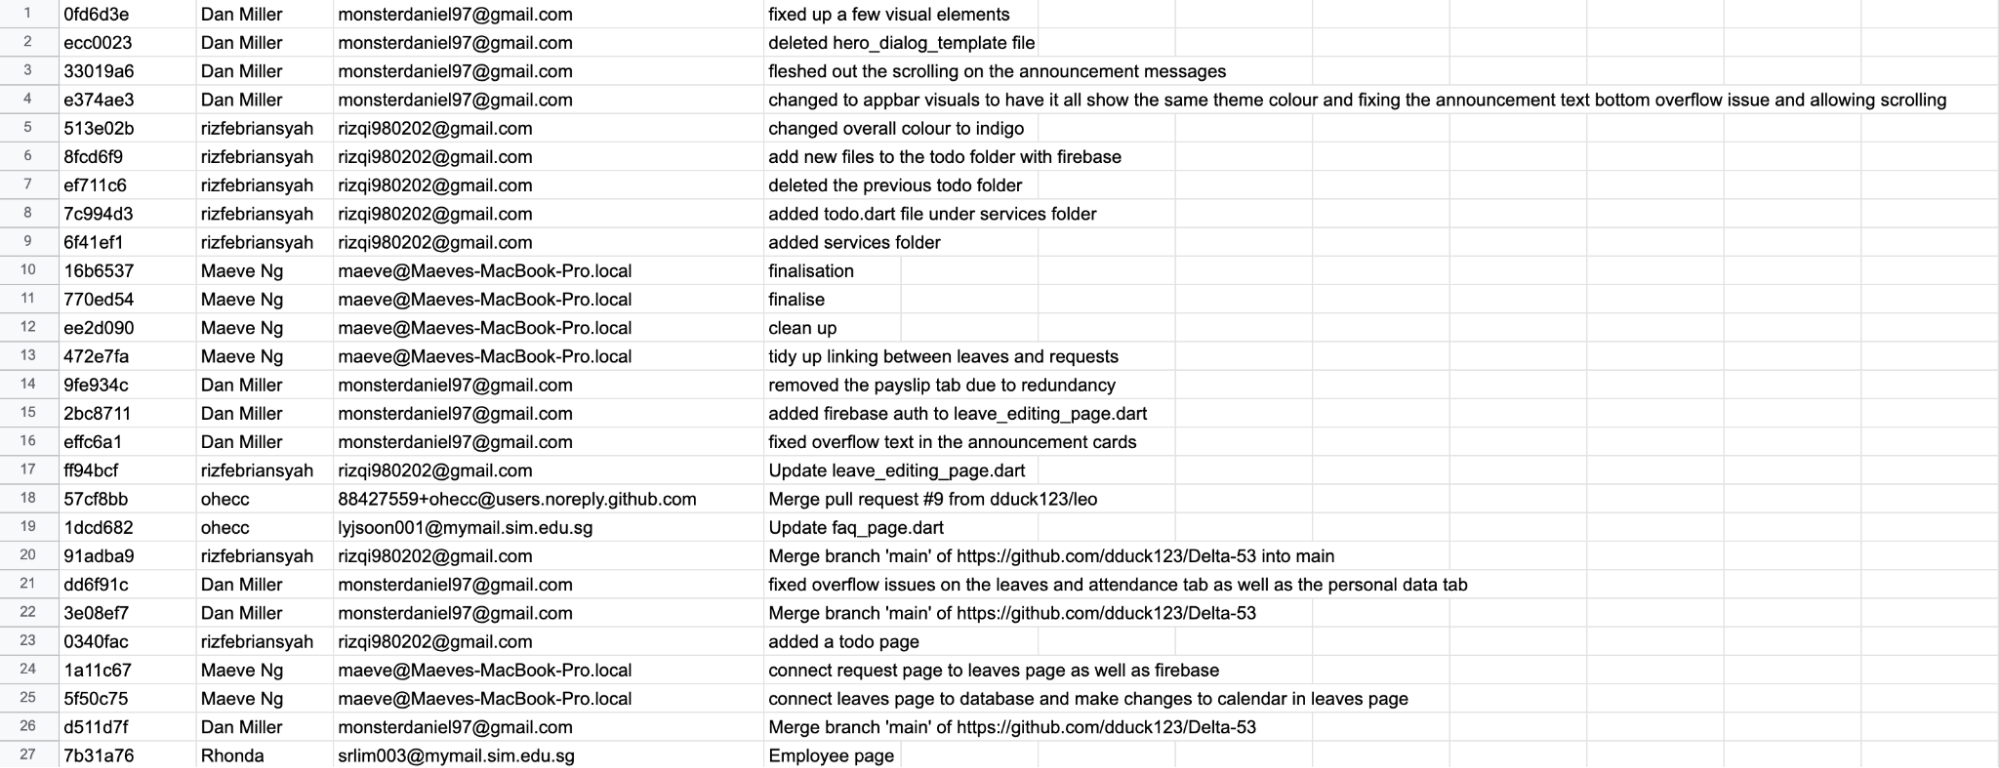 1 0fd6d3e Dan Miller monsterdaniel97@gmail.com fixed up a few visual elements
2 ecc0023 Dan Miller monsterdaniel97@gmail.com deleted hero_dialog_template file
3 33019a6 Dan Miller monsterdaniel97@gmail.com fleshed out the scrolling on the announcement messages
4 e374ae3 Dan Miller monsterdaniel97@gmail.com changed to appbar visuals to have it all show the same theme colour and fixing the announcement text bottom overflow issue and allowing scrolling
5 513e02b rizfebriansyah rizqi980202@gmail.com changed overall colour to indigo
6 8fcd6f9 rizfebriansyah rizqi980202@gmail.com add new files to the todo folder with firebase
7 ef711c6 rizfebriansyah rizqi980202@gmail.com deleted the previous todo folder
8 7c994d3 rizfebriansyah rizqi980202@gmail.com added todo.dart file under services folder
9 6f41ef1 rizfebriansyah rizqi980202@gmail.com added services folder
10 16b6537 Maeve Ng maeve@Maeves-MacBook-Pro.local finalisation
11 770ed54 Maeve Ng maeve@Maeves-MacBook-Pro.local finalise
12 ee2d090 Maeve Ng maeve@Maeves-MacBook-Pro.local clean up
13 472e7fa Maeve Ng maeve@Maeves-MacBook-Pro.local tidy up linking between leaves and requests
14 9fe934c Dan Miller monsterdaniel97@gmail.com removed the payslip tab due to redundancy
15 2bc8711 Dan Miller monsterdaniel97@gmail.com added firebase auth to leave_editing_page.dart
16 effc6a1 Dan Miller monsterdaniel97@gmail.com fixed overflow text in the announcement cards
17 ff94bcf rizfebriansyah rizqi980202@gmail.com Update leave_editing_page.dart
18 57cf8bb ohecc 88427559+ohecc@users.noreply.github.com Merge pull request #9 from dduck123/leo
19 1dcd682 ohecc lyjsoon001@mymail.sim.edu.sg Update faq_page.dart
20 91adba9 rizfebriansyah rizqi980202@gmail.com Merge branch 'main' of https://github.com/dduck123/Delta-53 into main
21 dd6f91c Dan Miller monsterdaniel97@gmail.com fixed overflow issues on the leaves and attendance tab as well as the personal data tab
22 3e08ef7 Dan Miller monsterdaniel97@gmail.com Merge branch 'main' of https://github.com/dduck123/Delta-53
23 0340fac rizfebriansyah rizqi980202@gmail.com added a todo page
24 1a11c67 Maeve Ng maeve@Maeves-MacBook-Pro.local connect request page to leaves page as well as firebase
25 5f50c75 Maeve Ng maeve@Maeves-MacBook-Pro.local connect leaves page to database and make changes to calendar in leaves page
26 d511d7f Dan Miller monsterdaniel97@gmail.com Merge branch 'main' of https://github.com/dduck123/Delta-53
27 7b31a76 Rhonda srlim003@mymail.sim.edu.sg Employee page